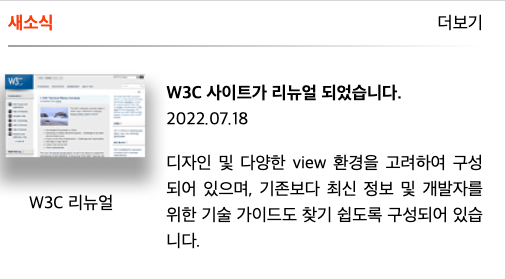 새소식
더보기
W3C
W3C 사이트가 리뉴얼 되었습니다.
2022.07.18
디자인 및 다양한 view 환경을 고려하여 구성
되어 있으며, 기존보다 최신 정보 및 개발자를
위한 기술 가이드도 찾기 쉽도록 구성되어 있습
니다.
W3C 리뉴얼